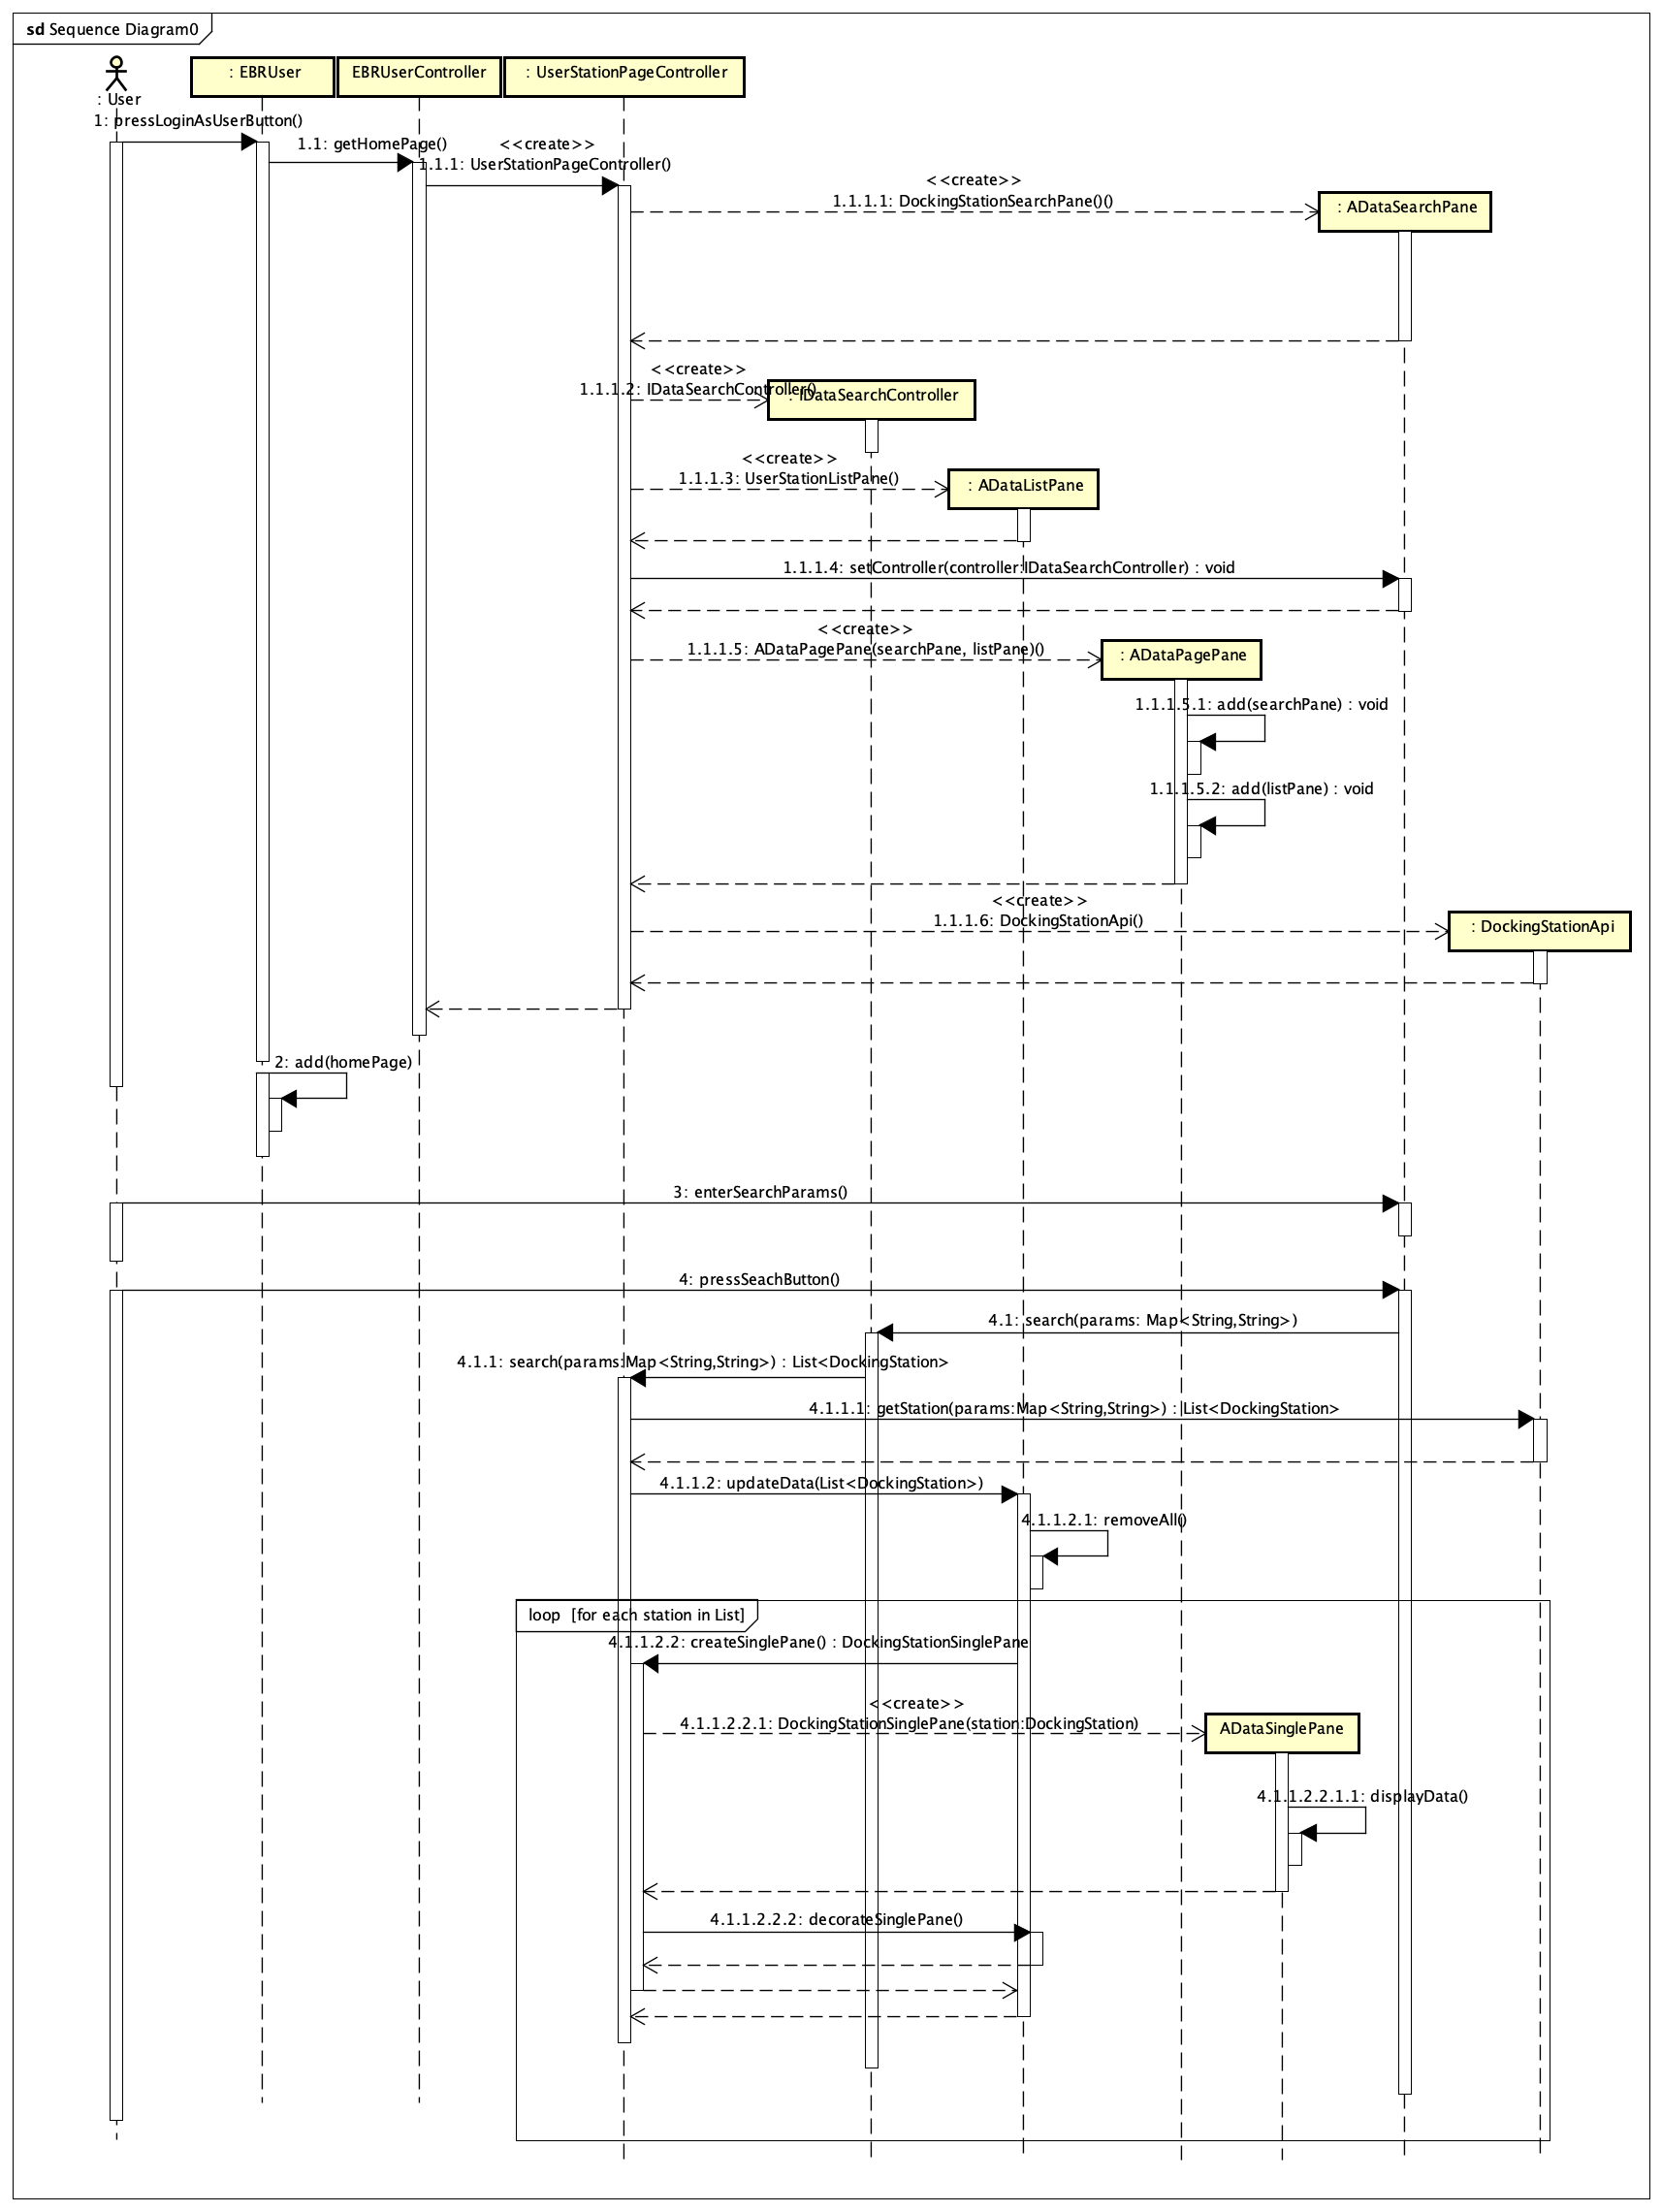 sd Sequence Diagram0
: User
: EBRUser
EBRUserController
: UserStationPageController
1: pressLoginAsUserButton()
1.1: getHomePage()
<<create>>
1.1.1: UserStationPageController()
<<create>>
1.1.1.1: DockingStationSearchPane()()
: ADataSearchPane
<<create>>
1.1.1.2: IDataSearchController()
: IDataSearchController
<<create>>
1.1.1.3: UserStationListPane()
: ADataListPane
1.1.1.4: setController(controller:IDataSearchController) : void
<<create>>
1.1.1.5: ADataPagePane(searchPane, listPane)()
: ADataPagePane
1.1.1.5.1: add(searchPane) : void
1.1.1.5.2: add(listPane) : void
<<create>>
1.1.1.6: DockingStationApi()
: DockingStationApi
2: add(homePage)
3: enterSearchParams()
4: pressSeachButton()
4.1: search(params: Map<String,String>)
4.1.1: search(params:Map<String,String>) : List<DockingStation>
4.1.1.1: getStation(params:Map<String,String>) : List<DockingStation>
4.1.1.2: updateData(List<DockingStation>)
4.1.1.2.1: removeAll()
loop [for each station in List]
4.1.1.2.2: createSinglePane() : DockingStationSinglePane
<<create>>
4.1.1.2.2.1: DockingStationSinglePane(station:DockingStation)
ADataSinglePane
4.1.1.2.2.1.1: displayData()
4.1.1.2.2.2: decorateSinglePane()